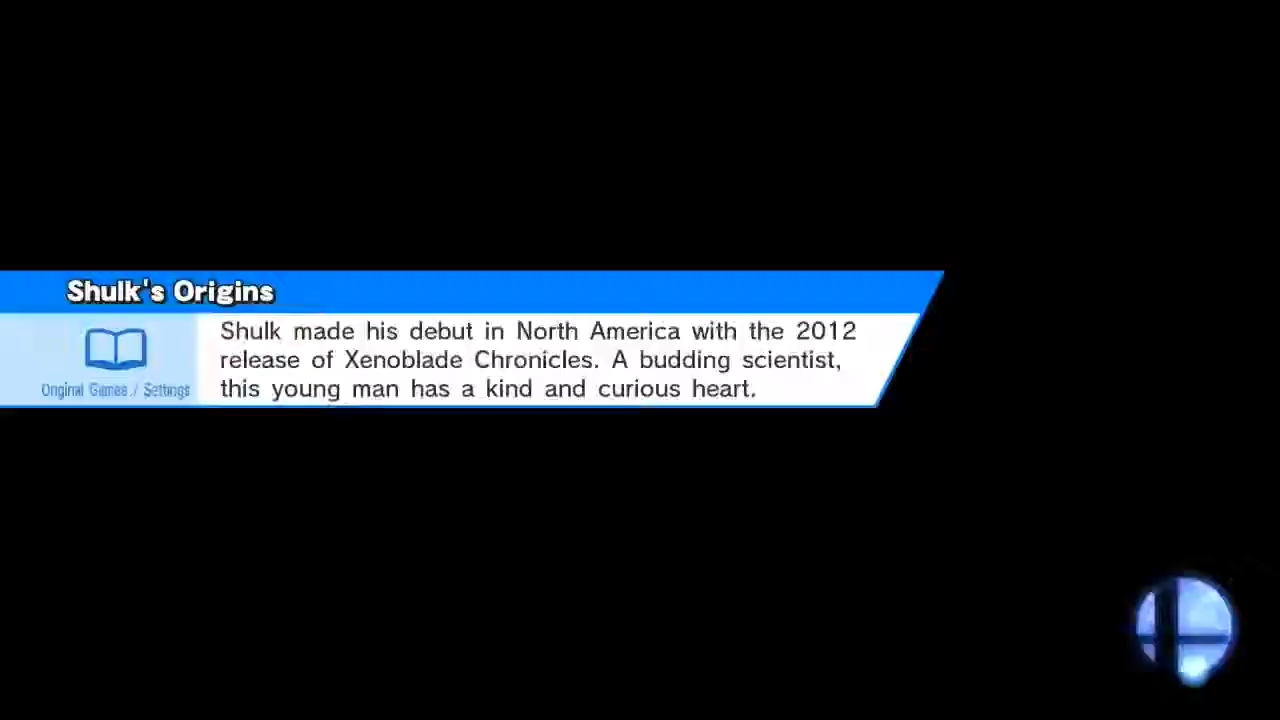 Shulk's Origins
Original Games / Settings
Shulk made his debut in North America with the 2012
release of Xenoblade Chronicles. A budding scientist,
this young man has a kind and curious heart.